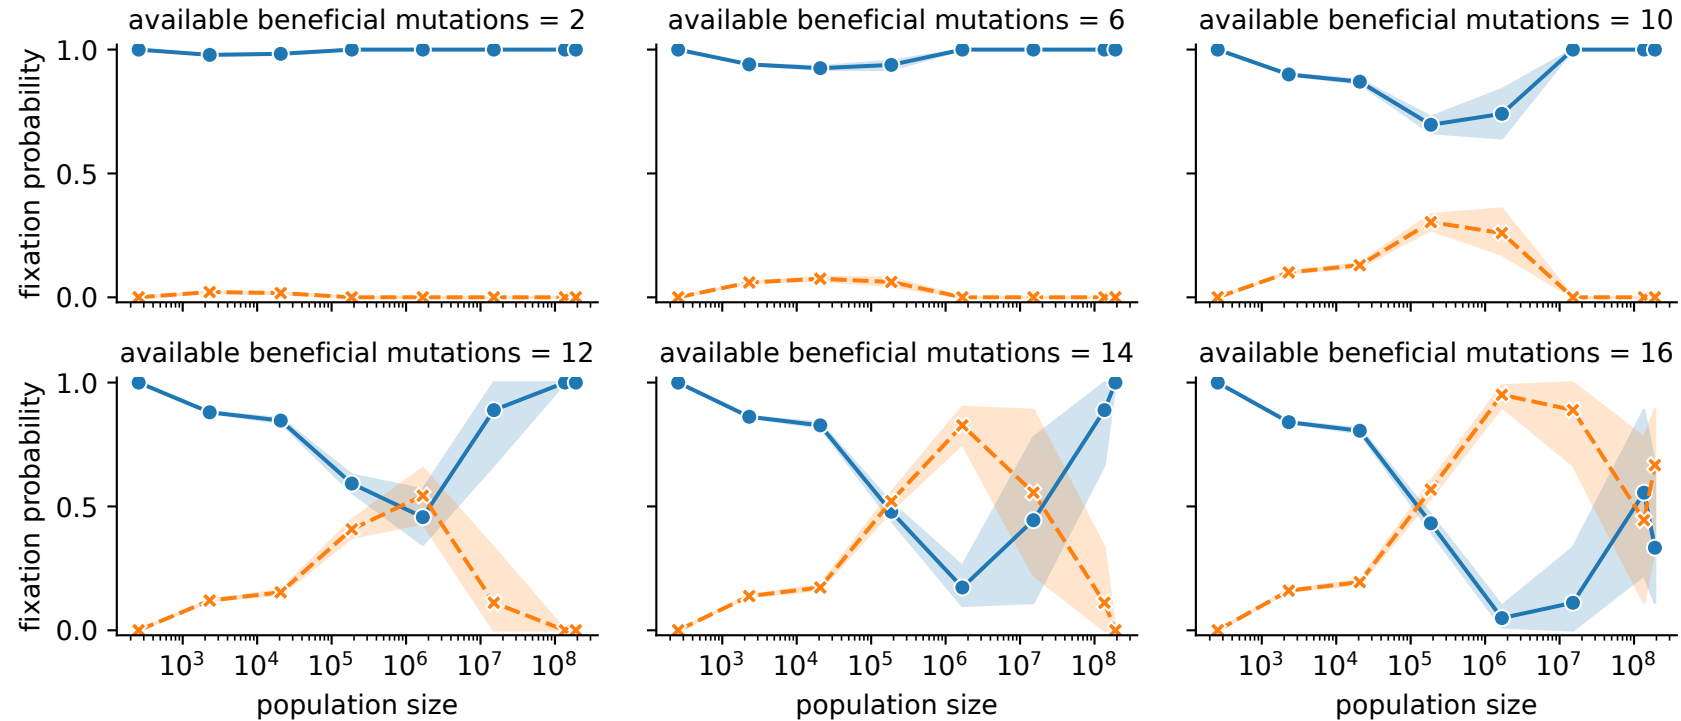 available beneficial mutations = 2
available beneficial mutations = 6
available beneficial mutations = 10
fixation probability
1.0
0.5
0.0
available beneficial mutations = 12
available beneficial mutations = 14
available beneficial mutations = 16
fixation probability
1.0
0.5
0.0
10³ 10⁴ 10⁵ 10⁶ 10⁷ 10⁸
10³ 10⁴ 10⁵ 10⁶ 10⁷ 10⁸
10³ 10⁴ 10⁵ 10⁶ 10⁷ 10⁸
population size
population size
population size